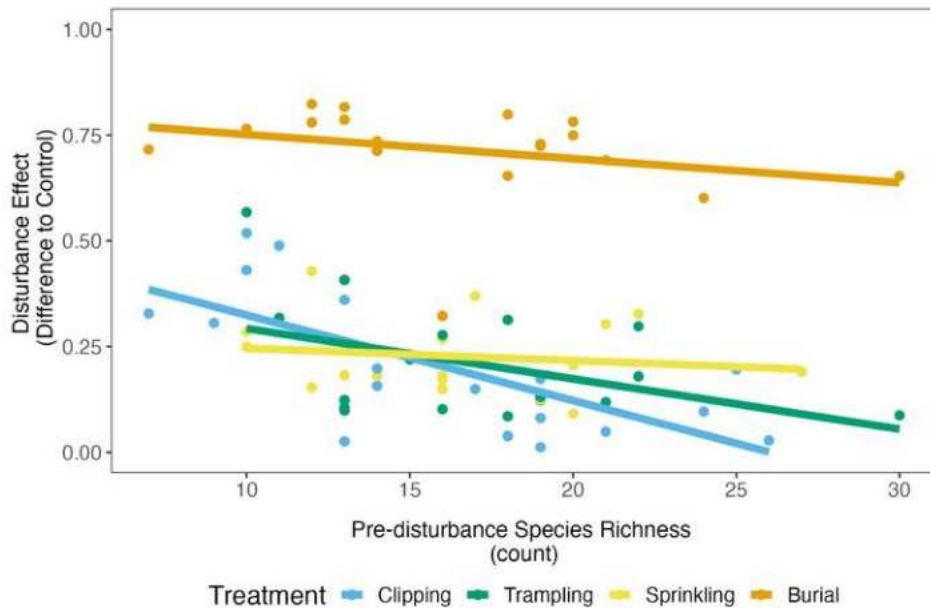 1.00
0.75
0.50
0.25
0.00
Disturbance Effect
(Difference to Control)
10 15 20 25 30
Pre-disturbance Species Richness
(count)
Treatment Clipping Trampling Sprinkling Burial